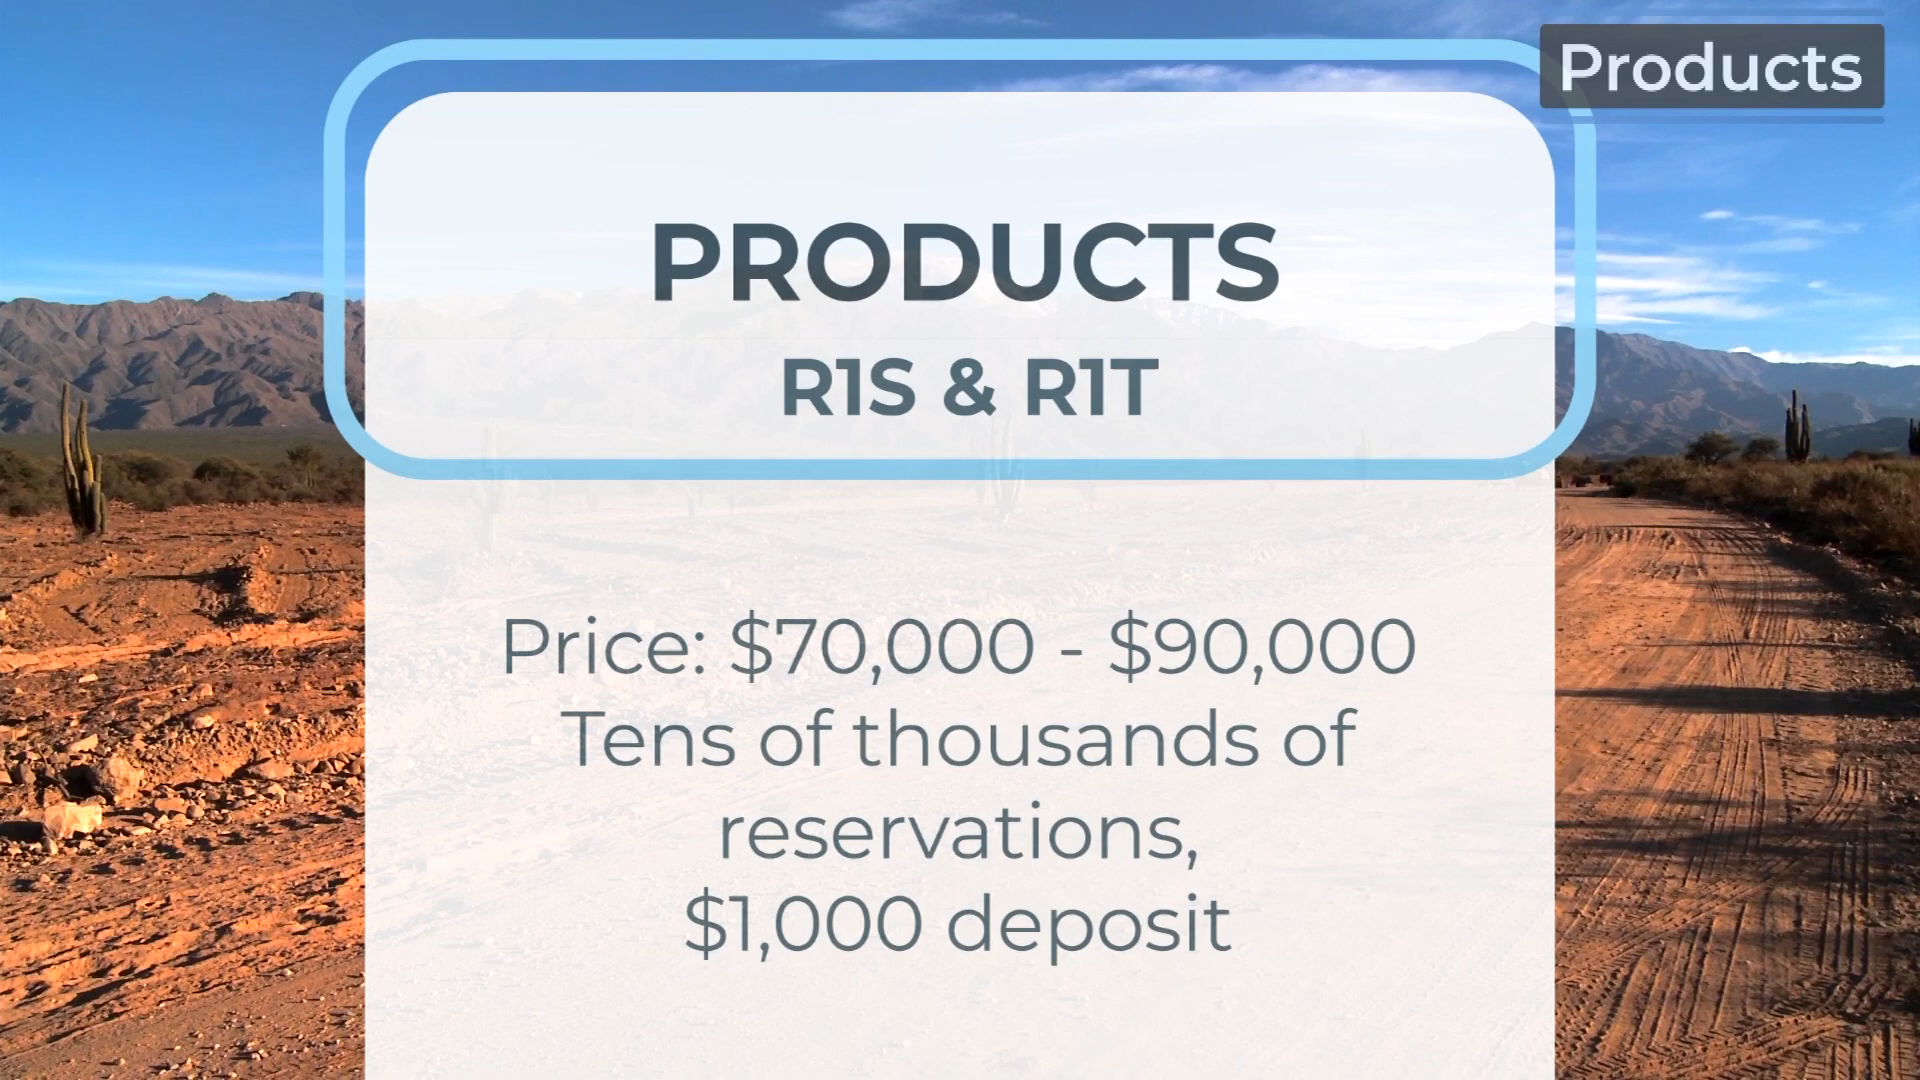 Products
PRODUCTS
R1S & R1T
Price: $70,000 - $90,000
Tens of thousands of
reservations,
$1,000 deposit